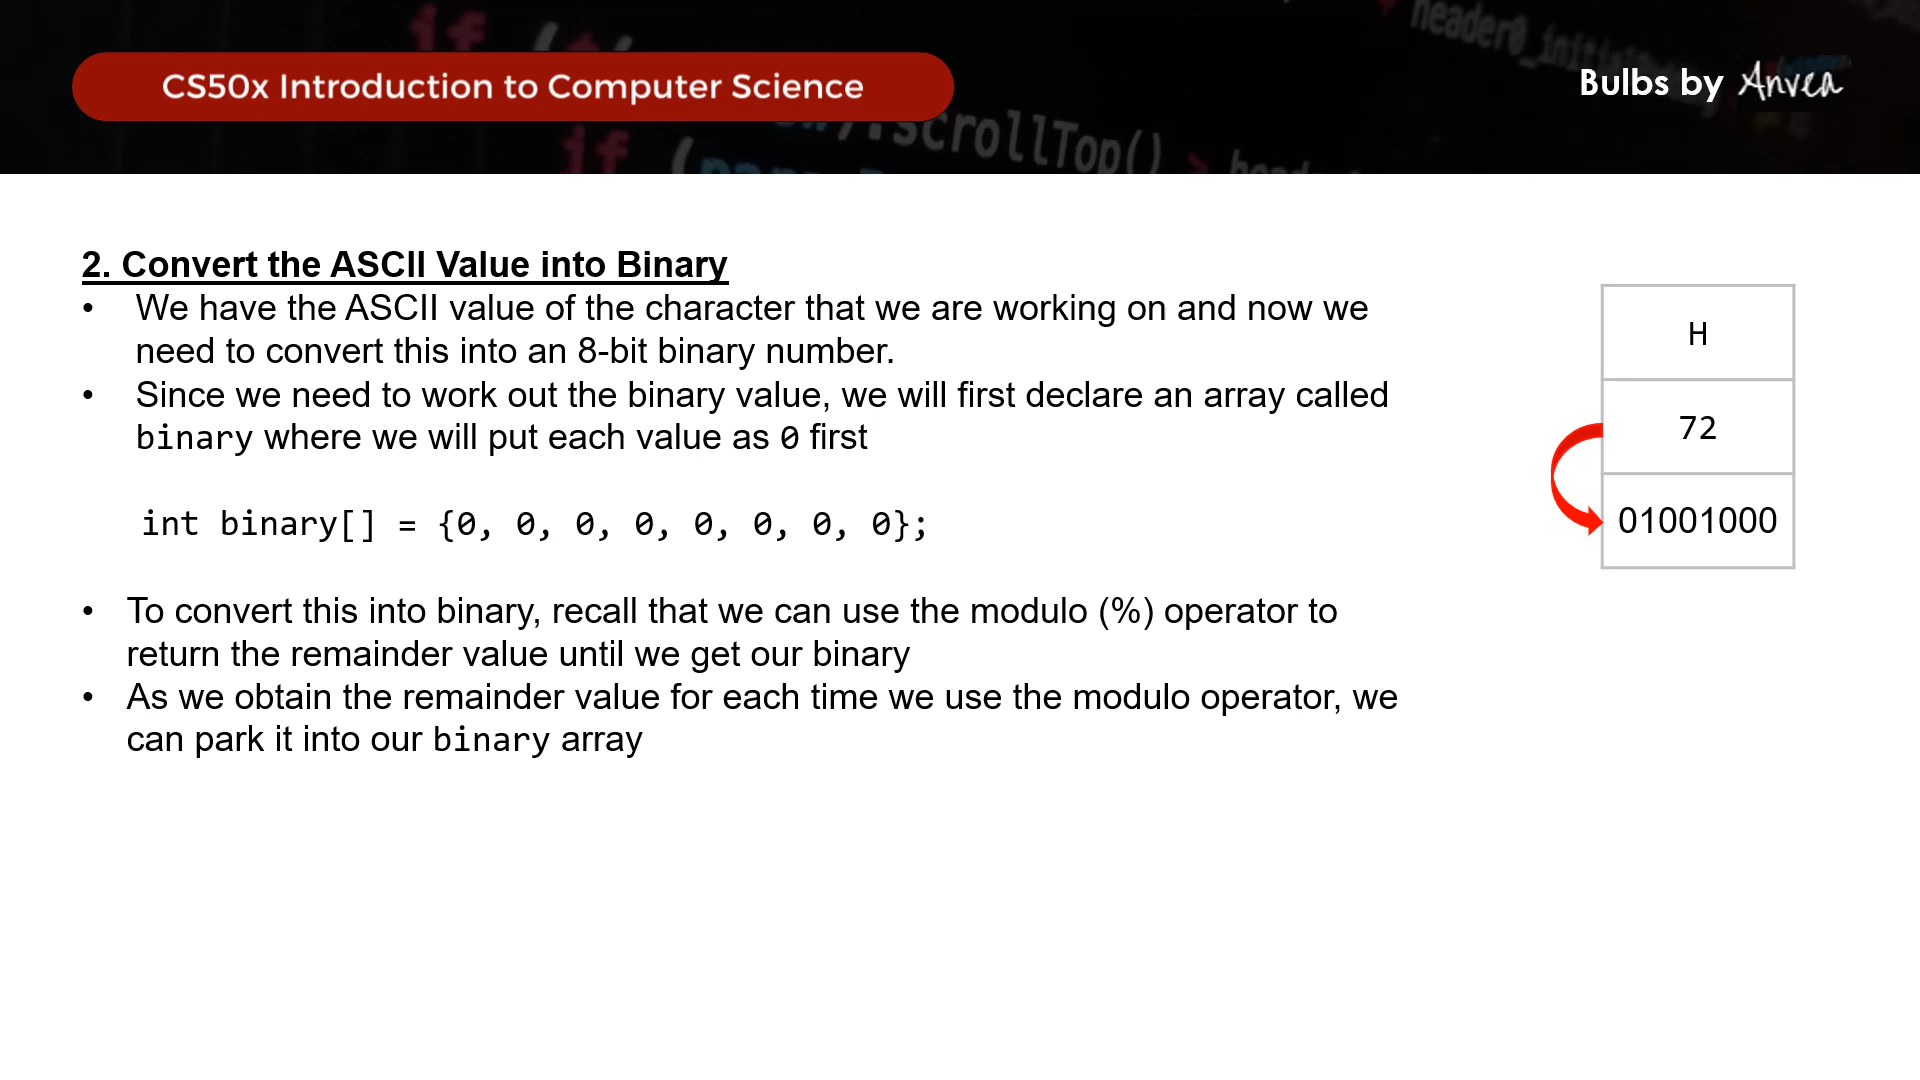 if (
header0_initi
CS50x Introduction to Computer Science
Bulbs by Anvea
.scrollTop() > head
if (
2. Convert the ASCII Value into Binary
• We have the ASCII value of the character that we are working on and now we
need to convert this into an 8-bit binary number.
• Since we need to work out the binary value, we will first declare an array called
binary where we will put each value as 0 first
int binary[] = {0, 0, 0, 0, 0, 0, 0, 0};
• To convert this into binary, recall that we can use the modulo (%) operator to
return the remainder value until we get our binary
• As we obtain the remainder value for each time we use the modulo operator, we
can park it into our binary array
H
72
01001000